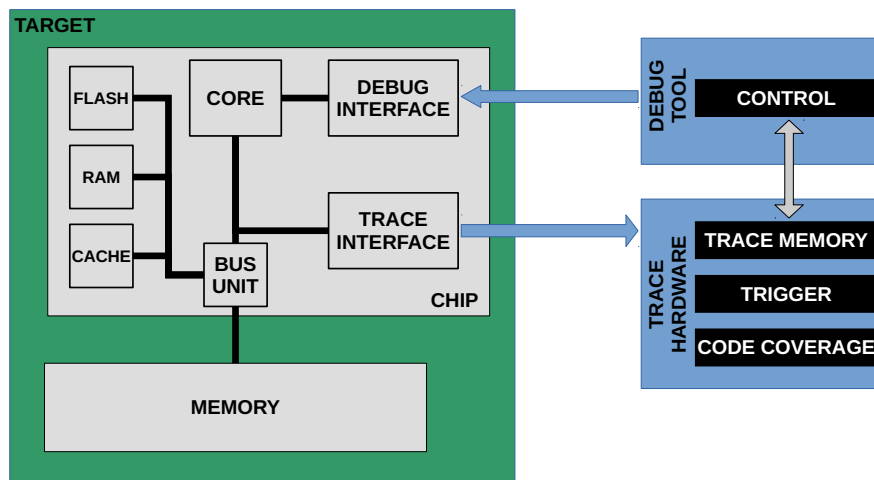 TARGET
FLASH
RAM
CACHE
CORE
DEBUG
INTERFACE
TRACE
INTERFACE
BUS
UNIT
CHIP
MEMORY
DEBUG
TOOL
CONTROL
TRACE
HARDWARE
TRACE MEMORY
TRIGGER
CODE COVERAGE